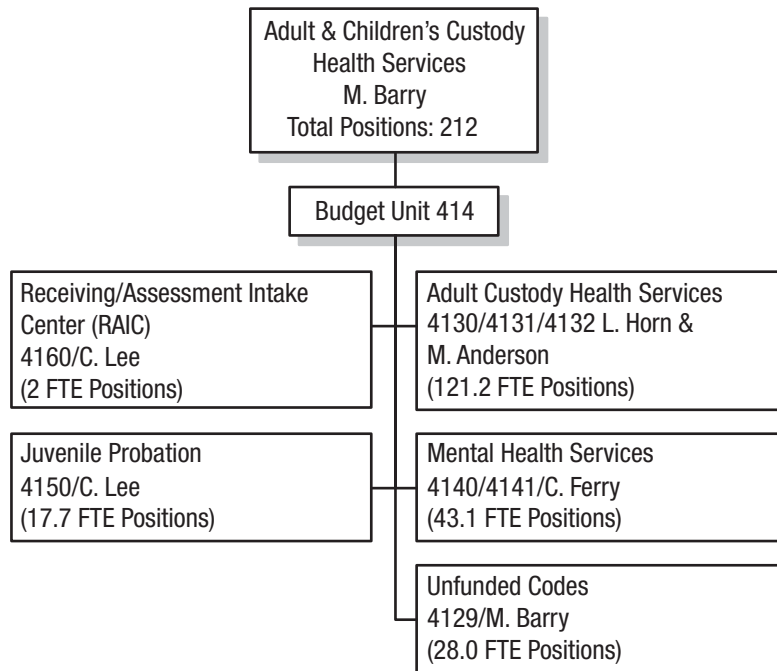 Adult & Children’s Custody
Health Services
M. Barry
Total Positions: 212
Budget Unit 414
Receiving/Assessment Intake
Center (RAIC)
4160/C. Lee
(2 FTE Positions)
Adult Custody Health Services
4130/4131/4132 L. Horn &
M. Anderson
(121.2 FTE Positions)
Juvenile Probation
4150/C. Lee
(17.7 FTE Positions)
Mental Health Services
4140/4141/C. Ferry
(43.1 FTE Positions)
Unfunded Codes
4129/M. Barry
(28.0 FTE Positions)